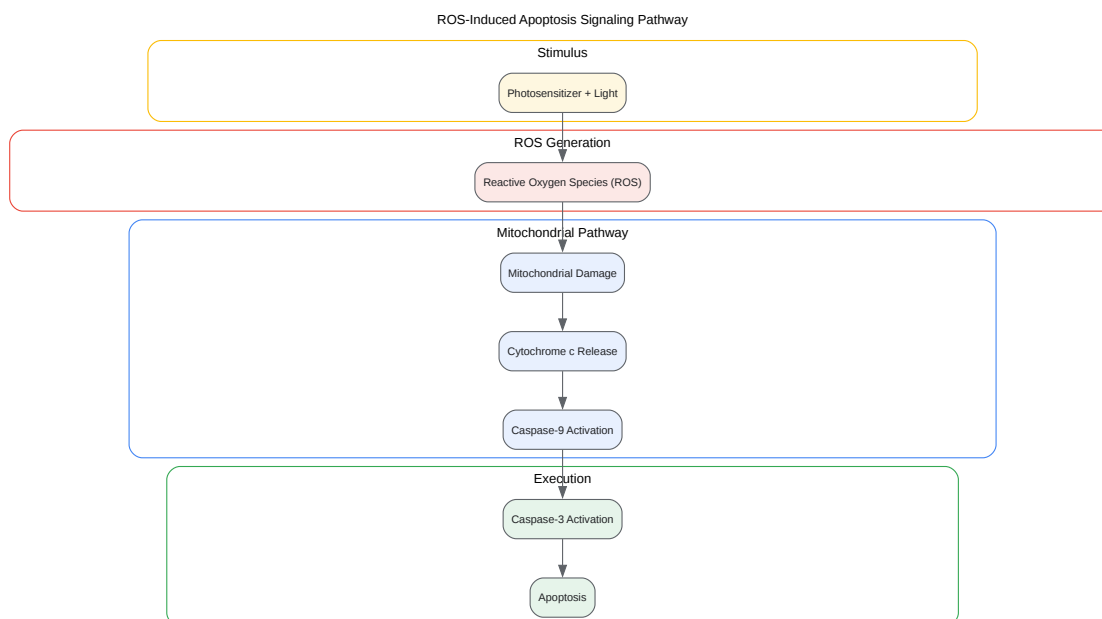 ROS-Induced Apoptosis Signaling Pathway
Stimulus
Photosensitizer + Light
ROS Generation
Reactive Oxygen Species (ROS)
Mitochondrial Pathway
Mitochondrial Damage
Cytochrome c Release
Caspase-9 Activation
Execution
Caspase-3 Activation
Apoptosis